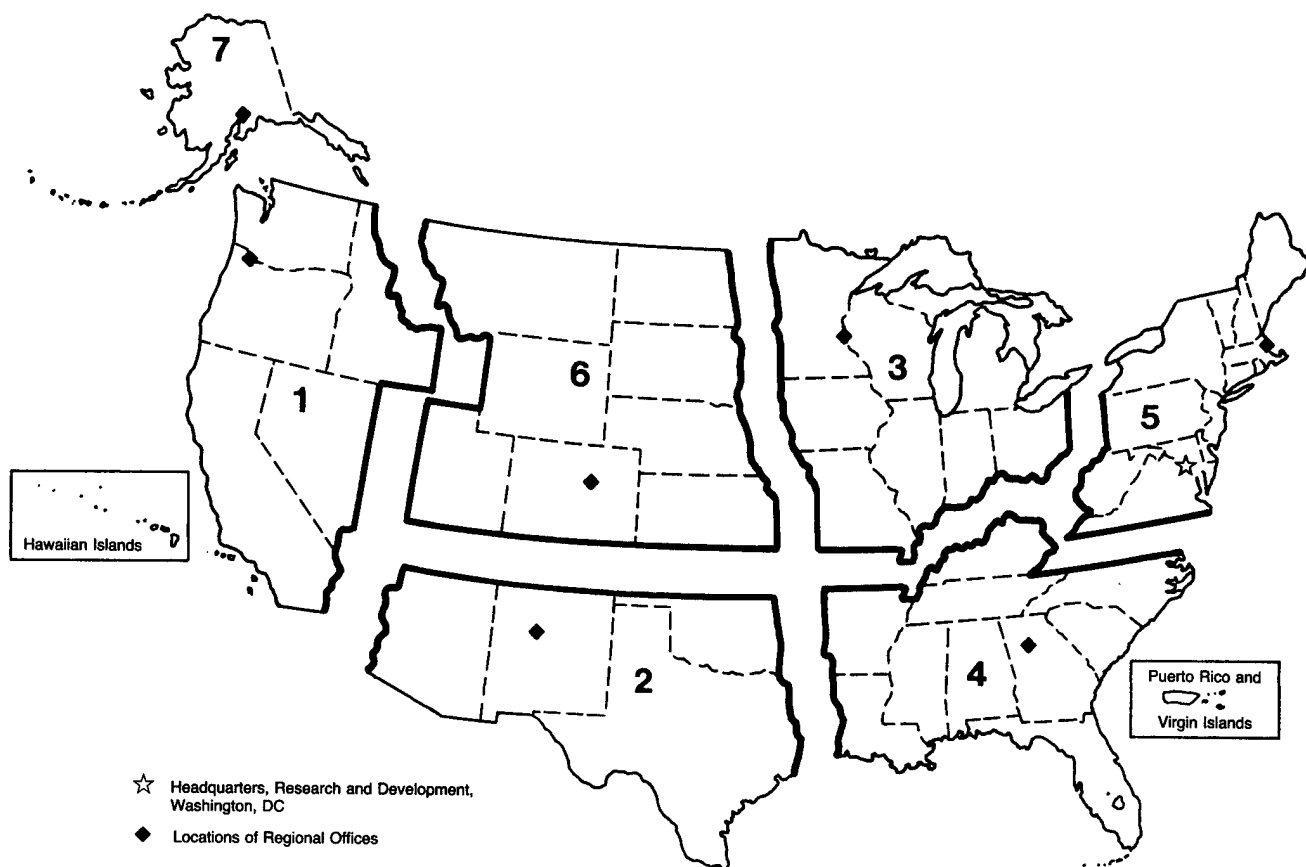 7
1
6
3
5
Hawaiian Islands
2
4
Puerto Rico and
Virgin Islands
Headquarters, Research and Development,
Washington, DC
Locations of Regional Offices